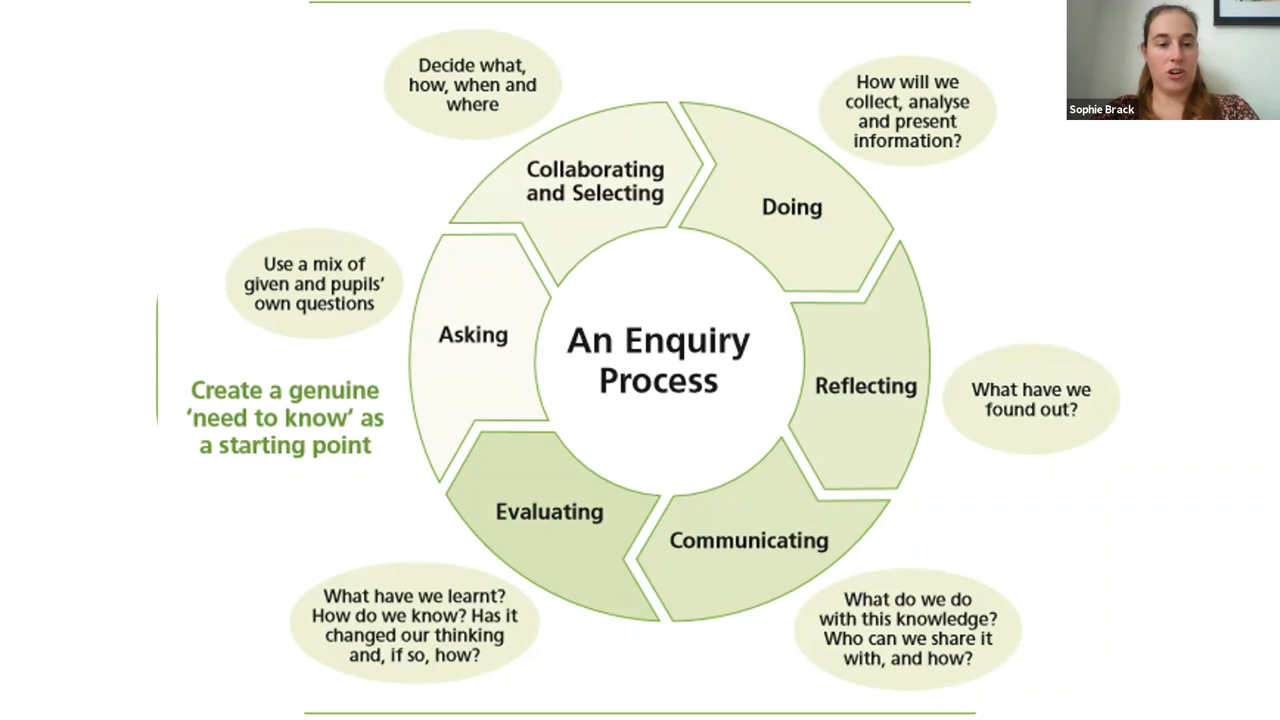 Decide what,
how, when and
where
How will we
collect, analyse
and present
information?
Sophie Brack
Collaborating
and Selecting
Doing
Use a mix of
given and pupils'
own questions
Asking
An Enquiry
Process
Reflecting
What have we
found out?
Create a genuine
'need to know' as
a starting point
Evaluating
Communicating
What have we learnt?
How do we know? Has it
changed our thinking
and, if so, how?
What do we do
with this knowledge?
Who can we share it
with, and how?